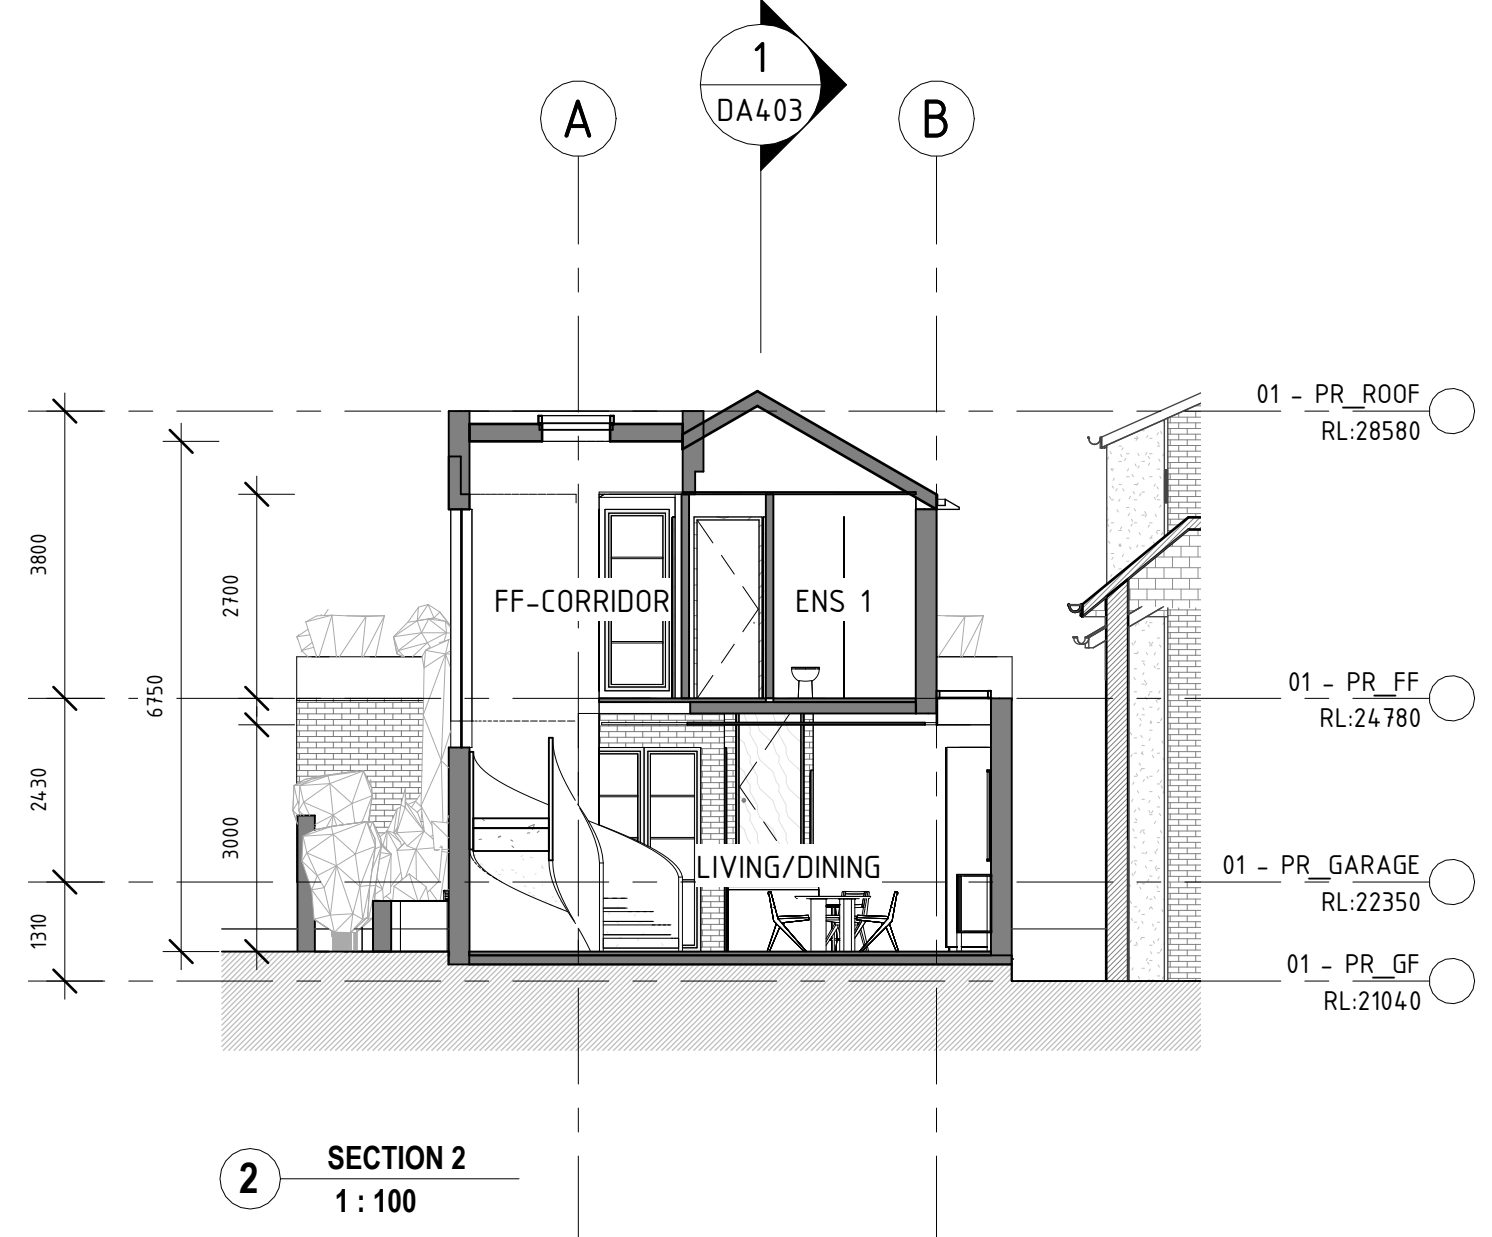 1
DA403
A
B
01 - PR_ROOF
RL:28580
3800
2700
FF-CORRIDOR
ENS 1
6750
01 - PR_FF
RL:24780
2430
3000
LIVING/DINING
01 - PR_GARAGE
RL:22350
1310
01 - PR_GF
RL:21040
2
SECTION 2
1 : 100